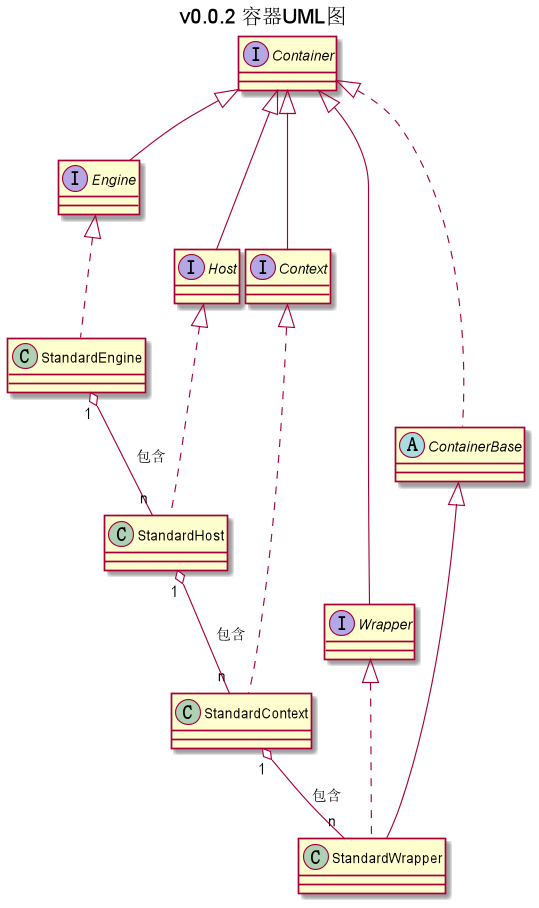 v0.0.2 容器UML图
I Container
I Engine
I Host
I Context
C StandardEngine
1
包含
n
A ContainerBase
C StandardHost
1
包含
n
I Wrapper
C StandardContext
1
包含
n
C StandardWrapper